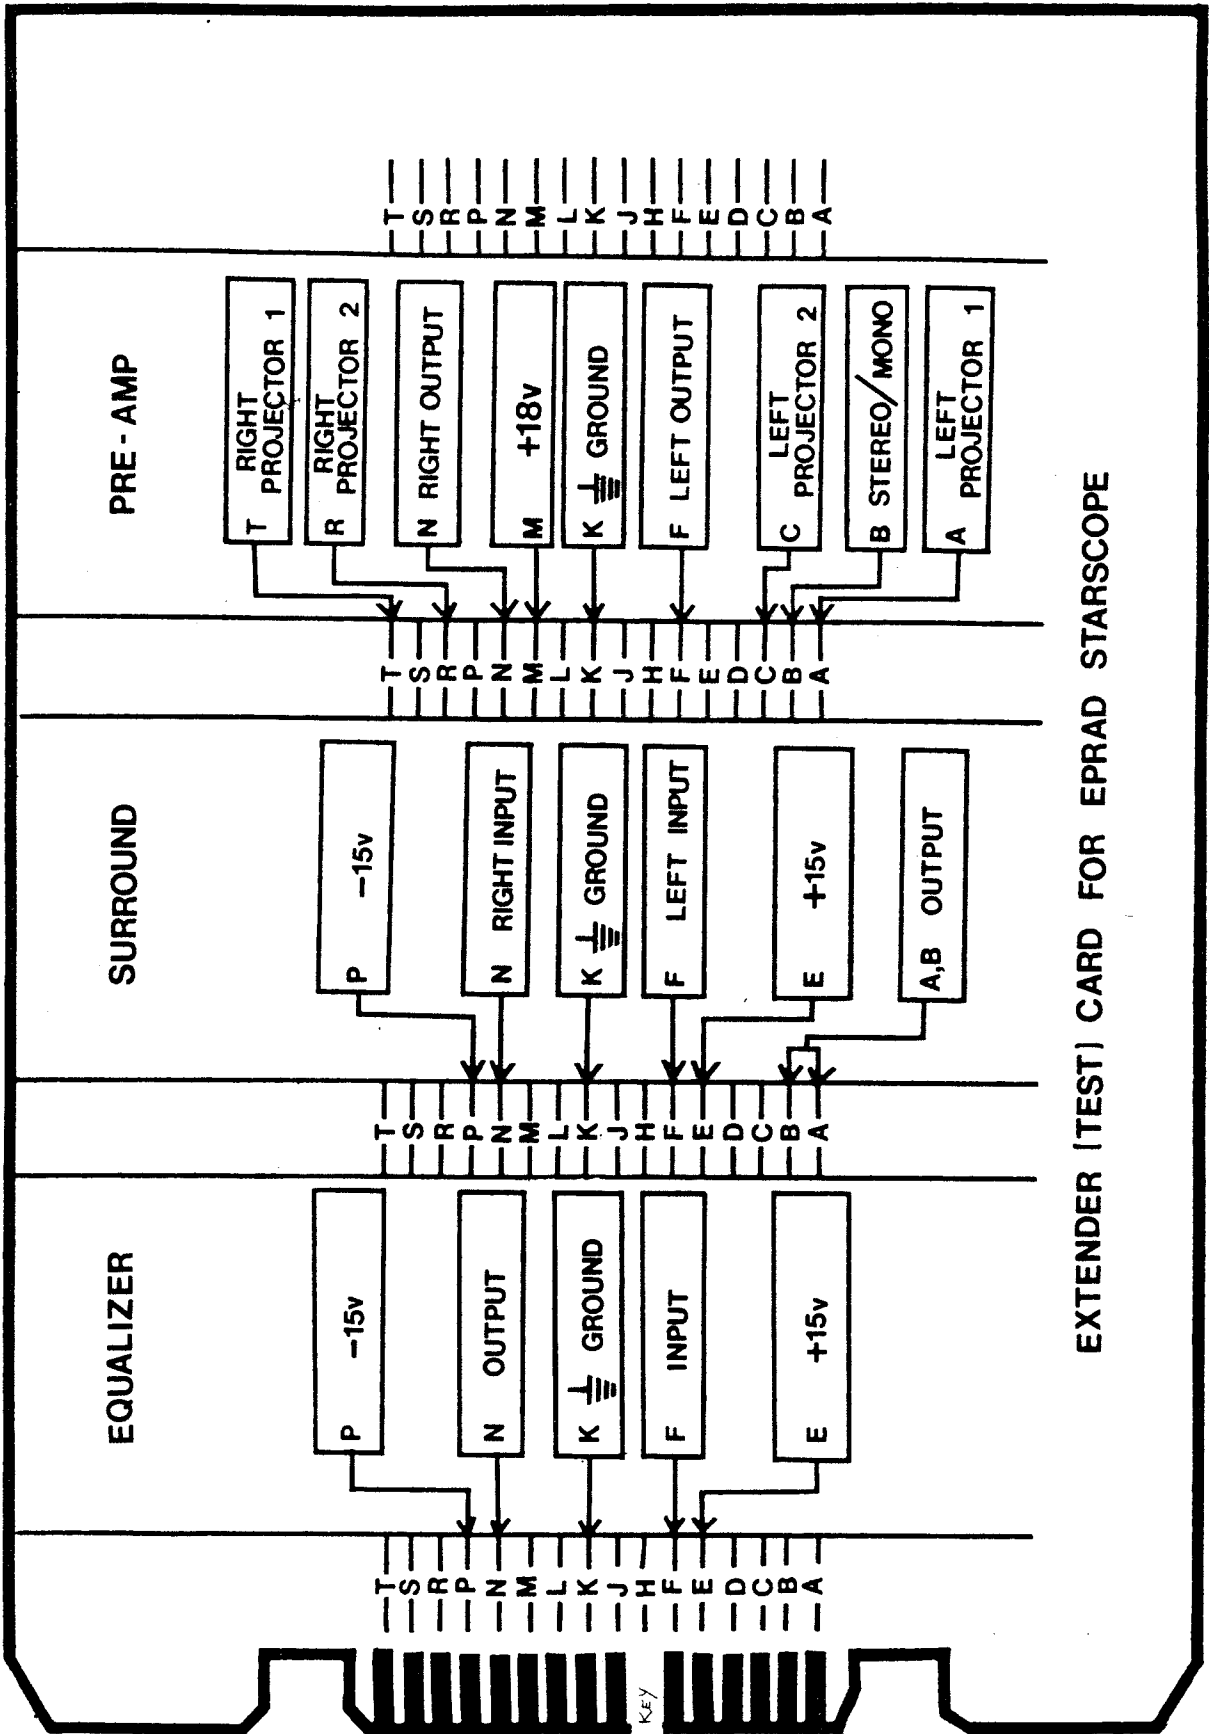 EXTENDER (TEST) CARD FOR EPRAD STARSCOPE
EQUALIZER
P −15v
N OUTPUT
K GROUND
F INPUT
E +15v
T
S
R
P
N
M
L
K
J
H
F
E
D
C
B
A
KEY
SURROUND
P −15v
N RIGHT INPUT
K GROUND
F LEFT INPUT
E +15v
A,B OUTPUT
T
S
R
P
N
M
L
K
J
H
F
E
D
C
B
A
PRE-AMP
T RIGHT
PROJECTOR 1
R RIGHT
PROJECTOR 2
N RIGHT OUTPUT
M +18v
K GROUND
F LEFT OUTPUT
C LEFT
PROJECTOR 2
B STEREO/MONO
A LEFT
PROJECTOR 1
T
S
R
P
N
M
L
K
J
H
F
E
D
C
B
A
T
S
R
P
N
M
L
K
J
H
F
E
D
C
B
A